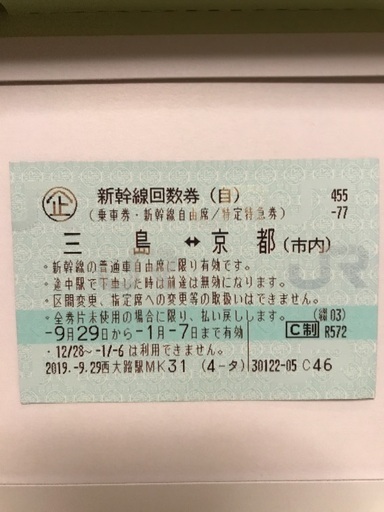 企 新幹線回数券（自） 455
（乗車券・新幹線自由席/特定特急券） -77
三島 ↔ 京都（市内）
・新幹線の普通車自由席に限り有効です。
・途中駅で下車した時は前途は無効になります。
・区間変更、指定席への変更等の取扱いはできません。
・全券片未使用の場合に限り、払い戻しします。 03)
-9月29日から-1月-7日まで有効 C制 R572
・12/28〜-1/-6は利用できません。
2019.-9.29西大路駅MK31 (4-タ) 30122-05 C46